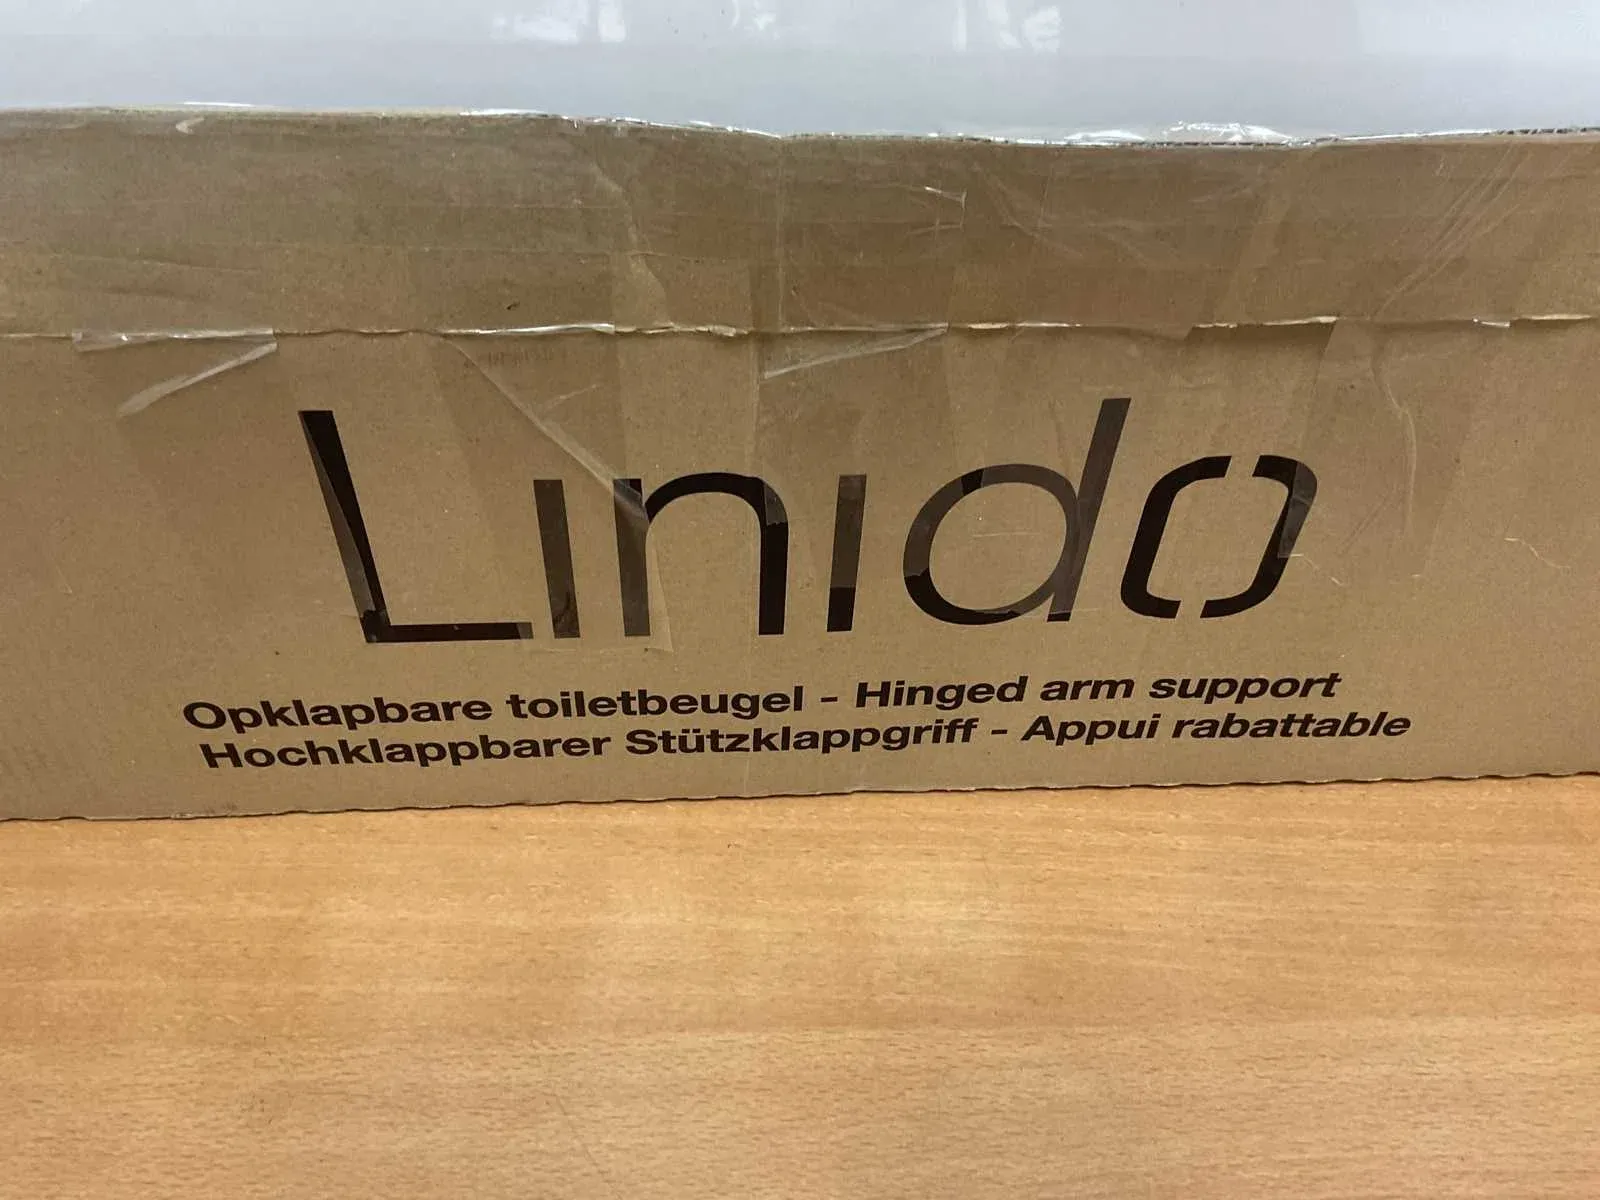 Linido
Opklapbare toiletbeugel - Hinged arm support
Hochklappbarer Stützklappgriff - Appui rabattable